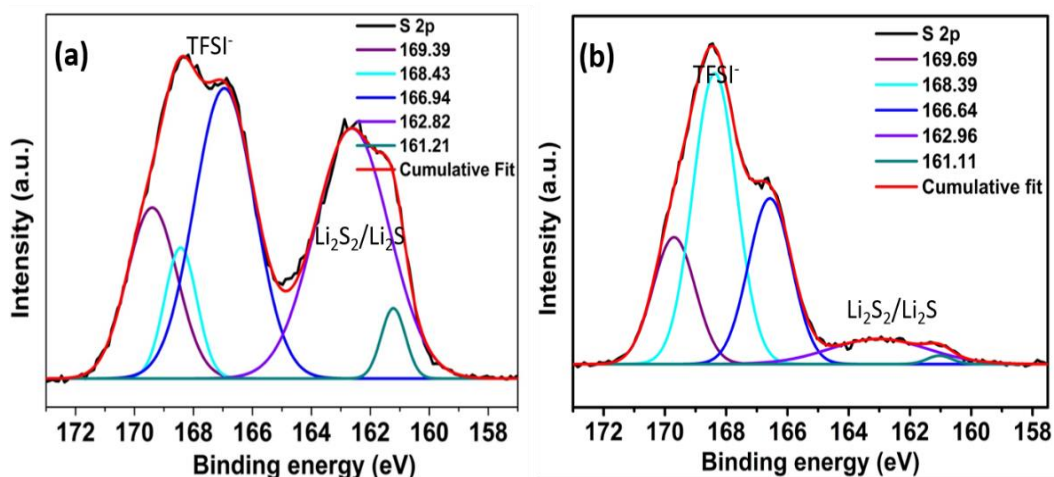 (a)
TFSI⁻
S 2p
169.39
168.43
166.94
162.82
161.21
Cumulative Fit
Li₂S₂/Li₂S
Intensity (a.u.)
172 170 168 166 164 162 160 158
Binding energy (eV)
(b)
TFSI⁻
S 2p
169.69
168.39
166.64
162.96
161.11
Cumulative fit
Li₂S₂/Li₂S
Intensity (a.u.)
172 170 168 166 164 162 160 158
Binding energy (eV)